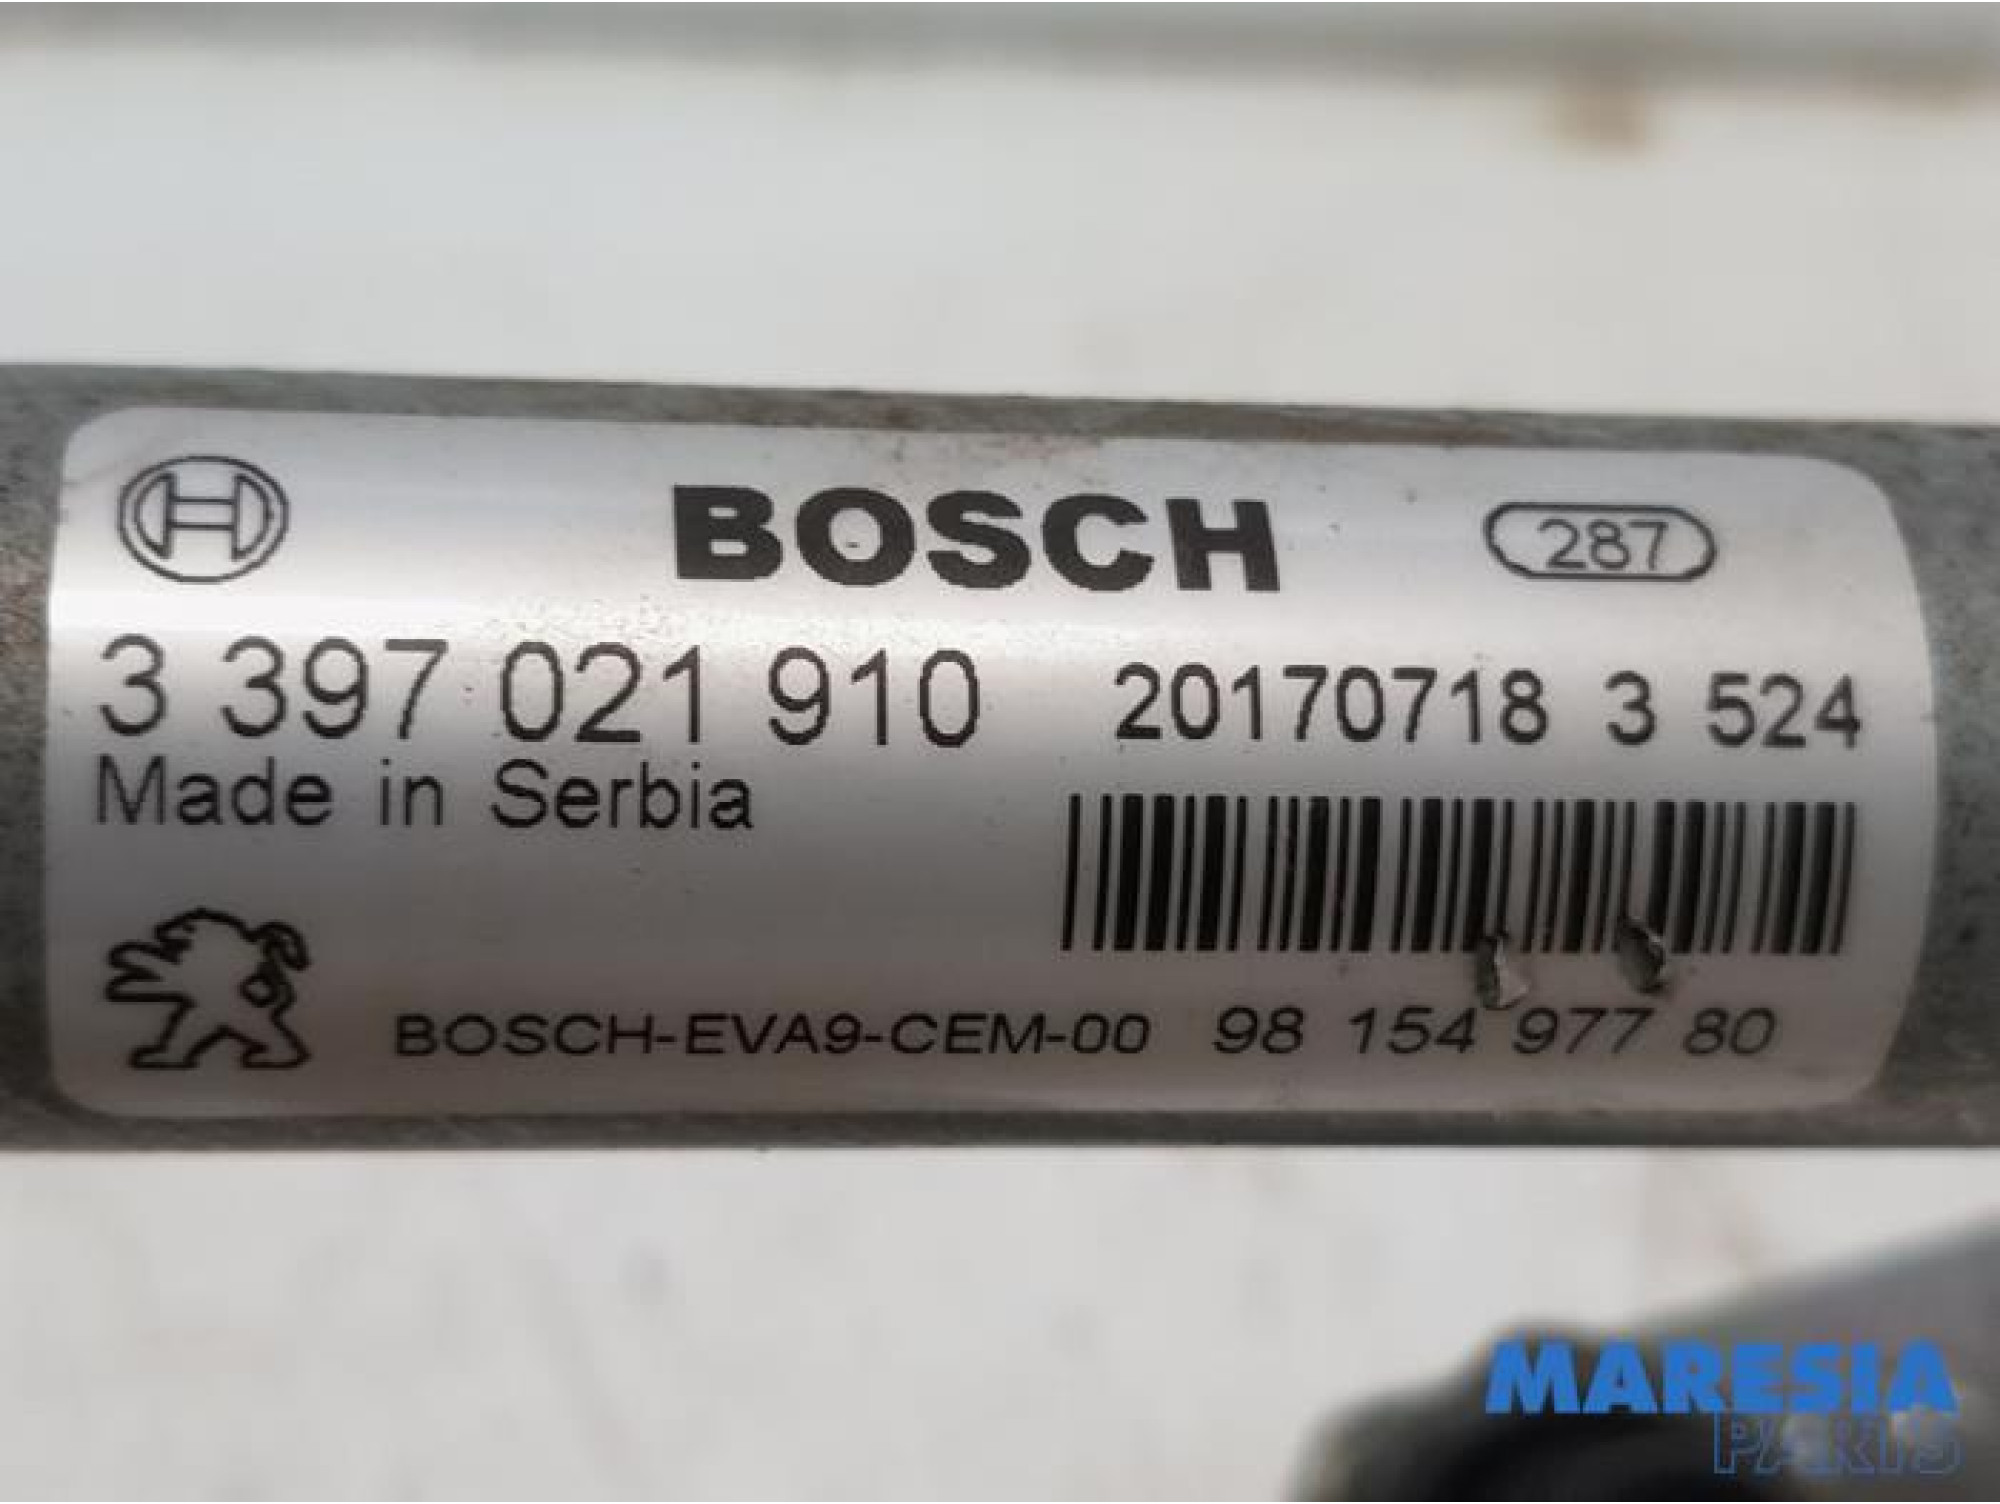 BOSCH 287
3 397 021 910 20170718 3 524
Made in Serbia
BOSCH-EVA9-CEM-00 98 154 977 80
MARESIA
PARTS